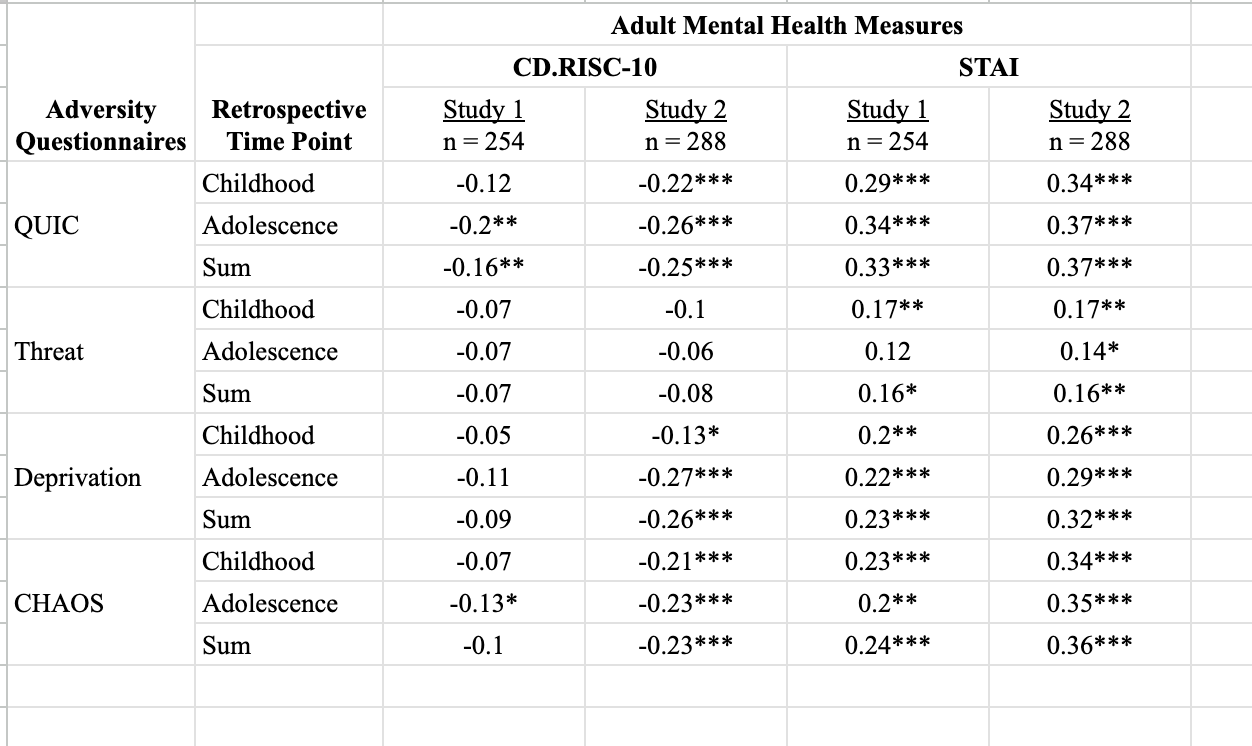 Adult Mental Health Measures
CD.RISC-10 STAI
Adversity Questionnaires Retrospective Time Point Study 1 n = 254 Study 2 n = 288 Study 1 n = 254 Study 2 n = 288
Childhood -0.12 -0.22*** 0.29*** 0.34***
QUIC Adolescence -0.2** -0.26*** 0.34*** 0.37***
Sum -0.16** -0.25*** 0.33*** 0.37***
Childhood -0.07 -0.1 0.17** 0.17**
Threat Adolescence -0.07 -0.06 0.12 0.14*
Sum -0.07 -0.08 0.16* 0.16**
Childhood -0.05 -0.13* 0.2** 0.26***
Deprivation Adolescence -0.11 -0.27*** 0.22*** 0.29***
Sum -0.09 -0.26*** 0.23*** 0.32***
Childhood -0.07 -0.21*** 0.23*** 0.34***
CHAOS Adolescence -0.13* -0.23*** 0.2** 0.35***
Sum -0.1 -0.23*** 0.24*** 0.36***